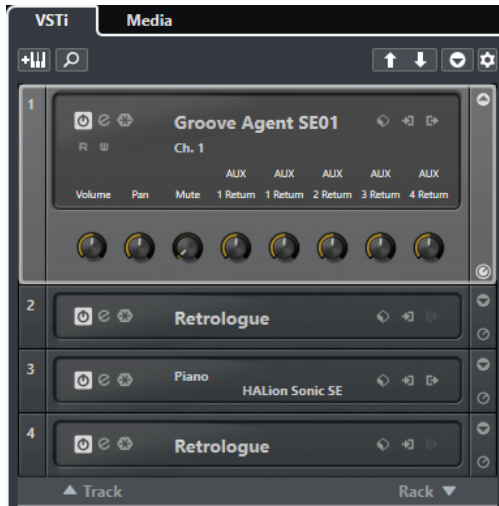 VSTi Media
1
Groove Agent SE01
R W Ch. 1
AUX AUX AUX AUX AUX
Volume Pan Mute 1 Return 1 Return 2 Return 3 Return 4 Return
2
Retrologue
3
Piano
HALion Sonic SE
4
Retrologue
Track Rack